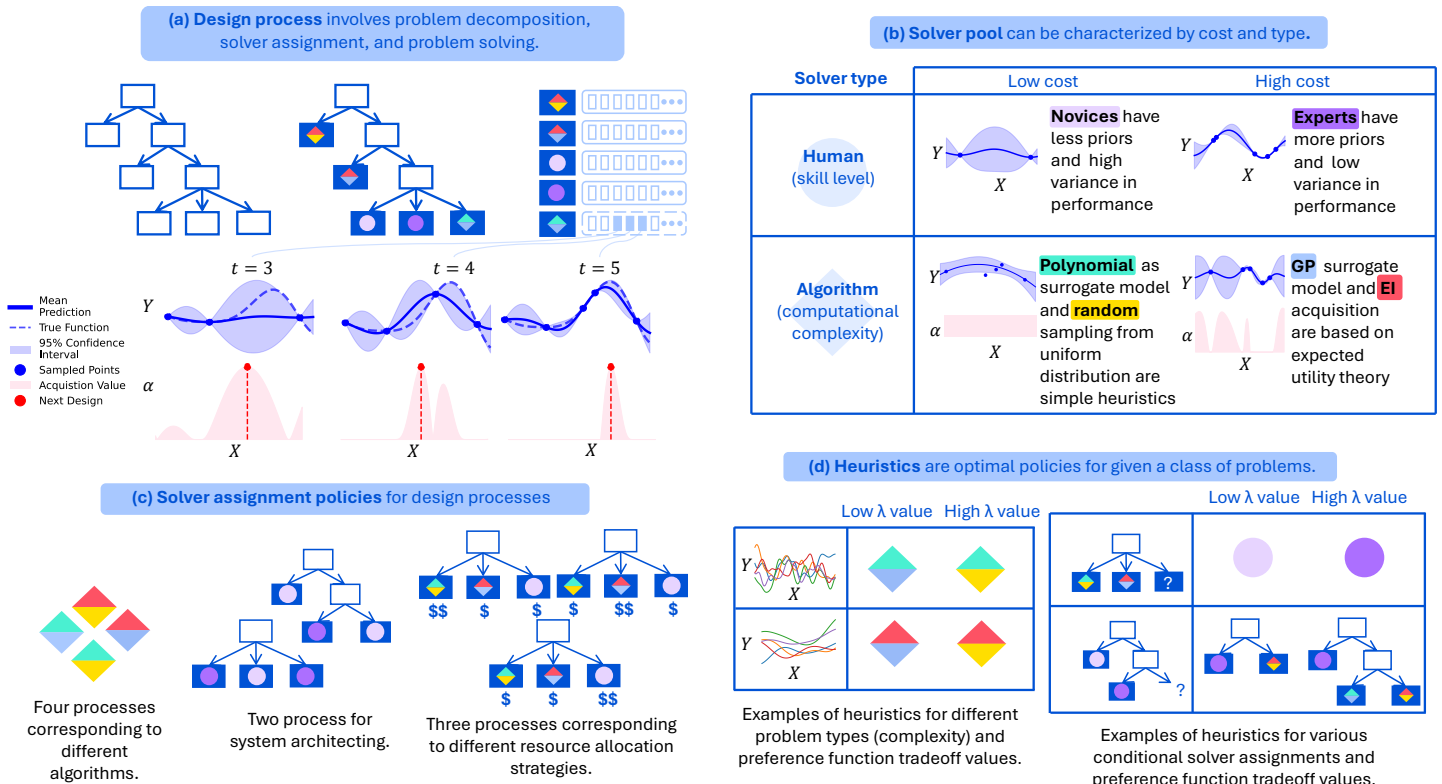 (a) Design process involves problem decomposition,
solver assignment, and problem solving.
t = 3
t = 4
t = 5
Mean
Prediction
True Function
95% Confidence
Interval
Sampled Points
Acquistion Value
Next Design
Y
α
X
X
X
(b) Solver pool can be characterized by cost and type.
Solver type
Low cost
High cost
Human
(skill level)
Y
X
Novices have
less priors
and high
variance in
performance
Y
X
Experts have
more priors
and low
variance in
performance
Algorithm
(computational
complexity)
Y
α
X
Polynomial as
surrogate model
and random
sampling from
uniform
distribution are
simple heuristics
Y
α
X
GP surrogate
model and EI
acquisition
are based on
expected
utility theory
(c) Solver assignment policies for design processes
Four processes
corresponding to
different
algorithms.
Two process for
system architecting.
$$ $ $
$ $$ $
$ $ $$
Three processes corresponding
to different resource allocation
strategies.
(d) Heuristics are optimal policies for given a class of problems.
Low λ value High λ value
Y
X
Y
X
Examples of heuristics for different
problem types (complexity) and
preference function tradeoff values.
Low λ value High λ value
?
?
Examples of heuristics for various
conditional solver assignments and
preference function tradeoff values.